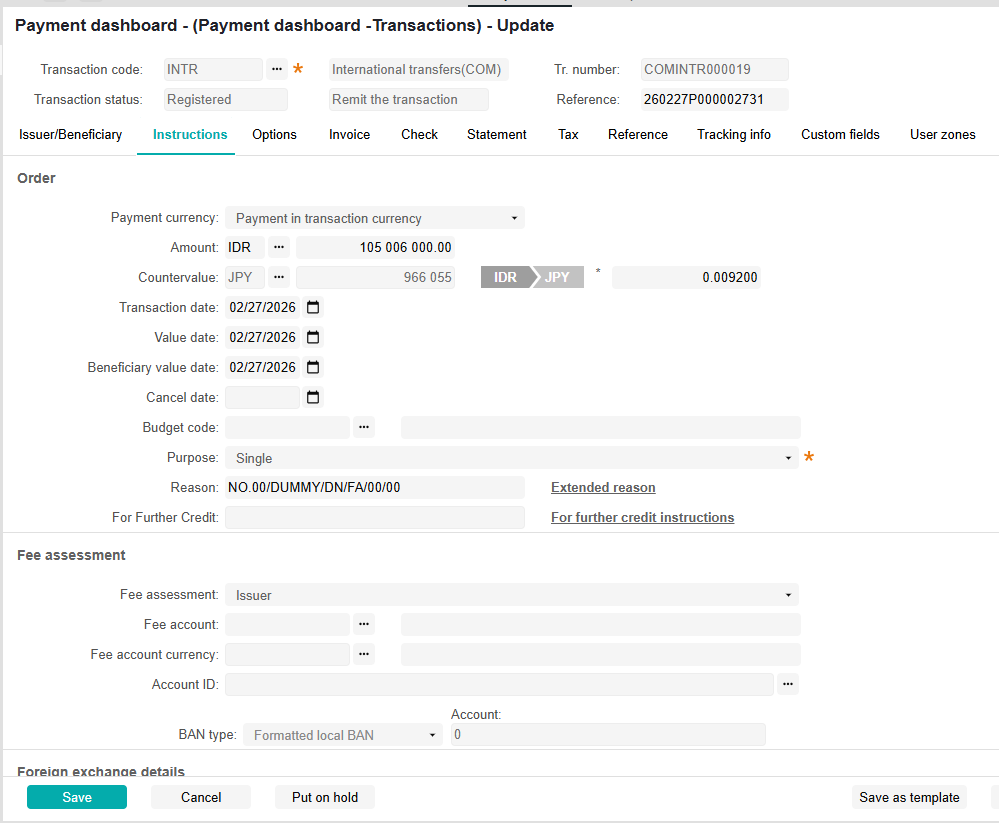 Payment dashboard - (Payment dashboard -Transactions) - Update
Transaction code: INTR ••• * International transfers(COM) Tr. number: COMINTR000019
Transaction status: Registered Remit the transaction Reference: 260227P000002731
Issuer/Beneficiary Instructions Options Invoice Check Statement Tax Reference Tracking info Custom fields User zones
Order
Payment currency: Payment in transaction currency
Amount: IDR ••• 105 006 000.00
Countervalue: JPY ••• 966 055 IDR JPY * 0.009200
Transaction date: 02/27/2026
Value date: 02/27/2026
Beneficiary value date: 02/27/2026
Cancel date:
Budget code: •••
Purpose: Single *
Reason: NO.00/DUMMY/DN/FA/00/00 Extended reason
For Further Credit: For further credit instructions
Fee assessment
Fee assessment: Issuer
Fee account: •••
Fee account currency: •••
Account ID: •••
Account:
BAN type: Formatted local BAN 0
Foreign exchange details
Save Cancel Put on hold Save as template